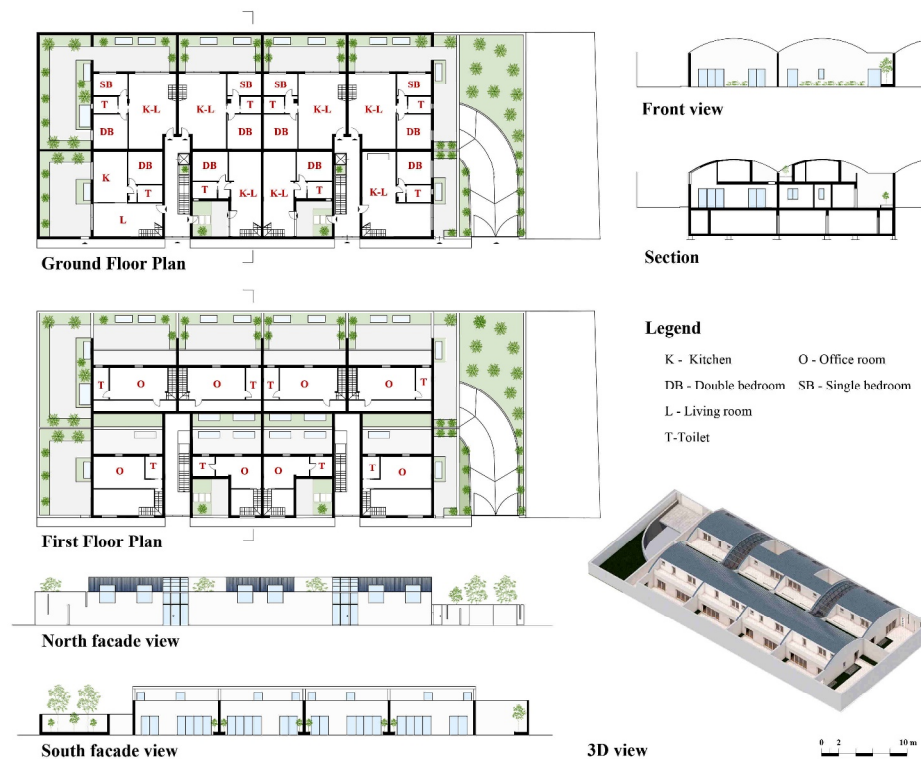 SB
SB
SB
SB
T
K-L
K-L
T
T
K-L
K-L
T
DB
DB
DB
DB
K
DB
DB
DB
DB
T
T
K-L
K-L
T
K-L
T
L
Ground Floor Plan
Front view
Section
T
O
O
T
T
O
O
T
O
T
T
O
O
T
T
O
First Floor Plan
Legend
K - Kitchen
O - Office room
DB - Double bedroom
SB - Single bedroom
L - Living room
T-Toilet
North facade view
South facade view
3D view
0 2 10 m